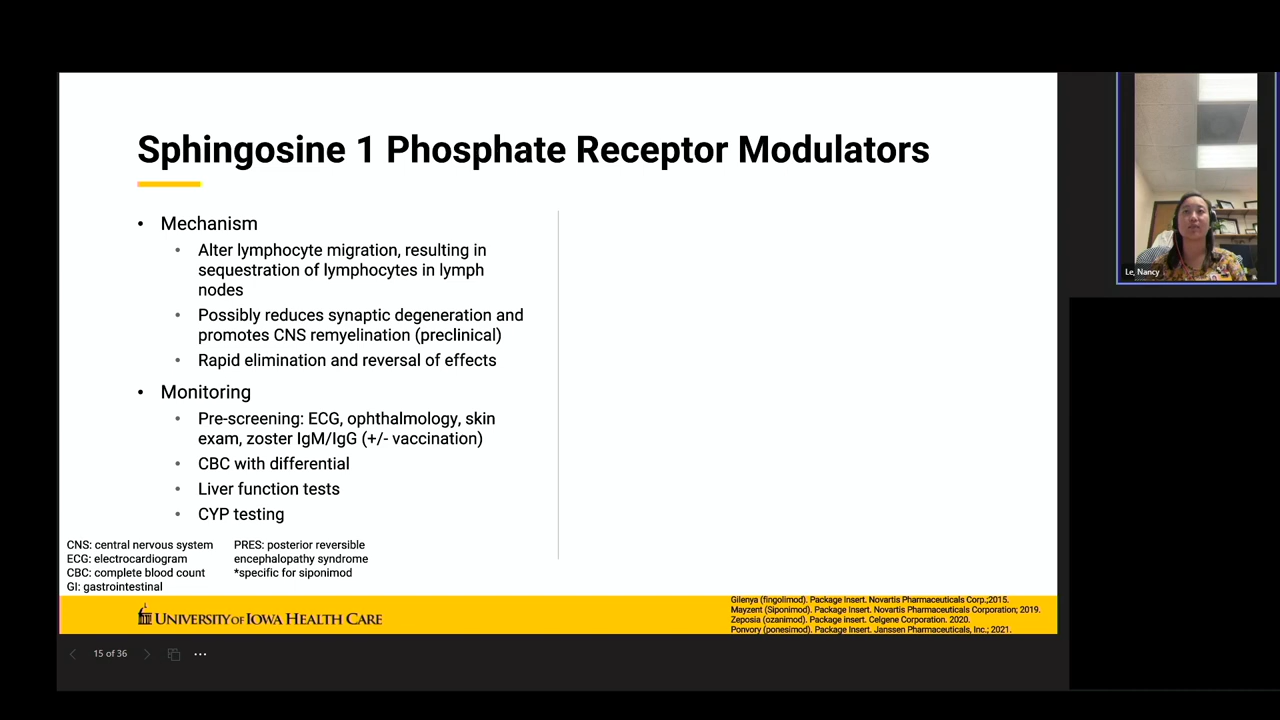 Sphingosine 1 Phosphate Receptor Modulators
• Mechanism
• Alter lymphocyte migration, resulting in
sequestration of lymphocytes in lymph
nodes
• Possibly reduces synaptic degeneration and
promotes CNS remyelination (preclinical)
• Rapid elimination and reversal of effects
• Monitoring
• Pre-screening: ECG, ophthalmology, skin
exam, zoster IgM/IgG (+/- vaccination)
• CBC with differential
• Liver function tests
• CYP testing
CNS: central nervous system
ECG: electrocardiogram
CBC: complete blood count
GI: gastrointestinal
PRES: posterior reversible
encephalopathy syndrome
*specific for siponimod
UNIVERSITY OF IOWA HEALTH CARE
Gilenya (fingolimod). Package Insert. Novartis Pharmaceuticals Corp.;2015.
Mayzent (Siponimod). Package Insert. Novartis Pharmaceuticals Corporation; 2019.
Zeposia (ozanimod). Package Insert. Celgene Corporation. 2020.
Ponvory (ponesimod). Package Insert. Janssen Pharmaceuticals, Inc.; 2021.
15 of 36
Le, Nancy